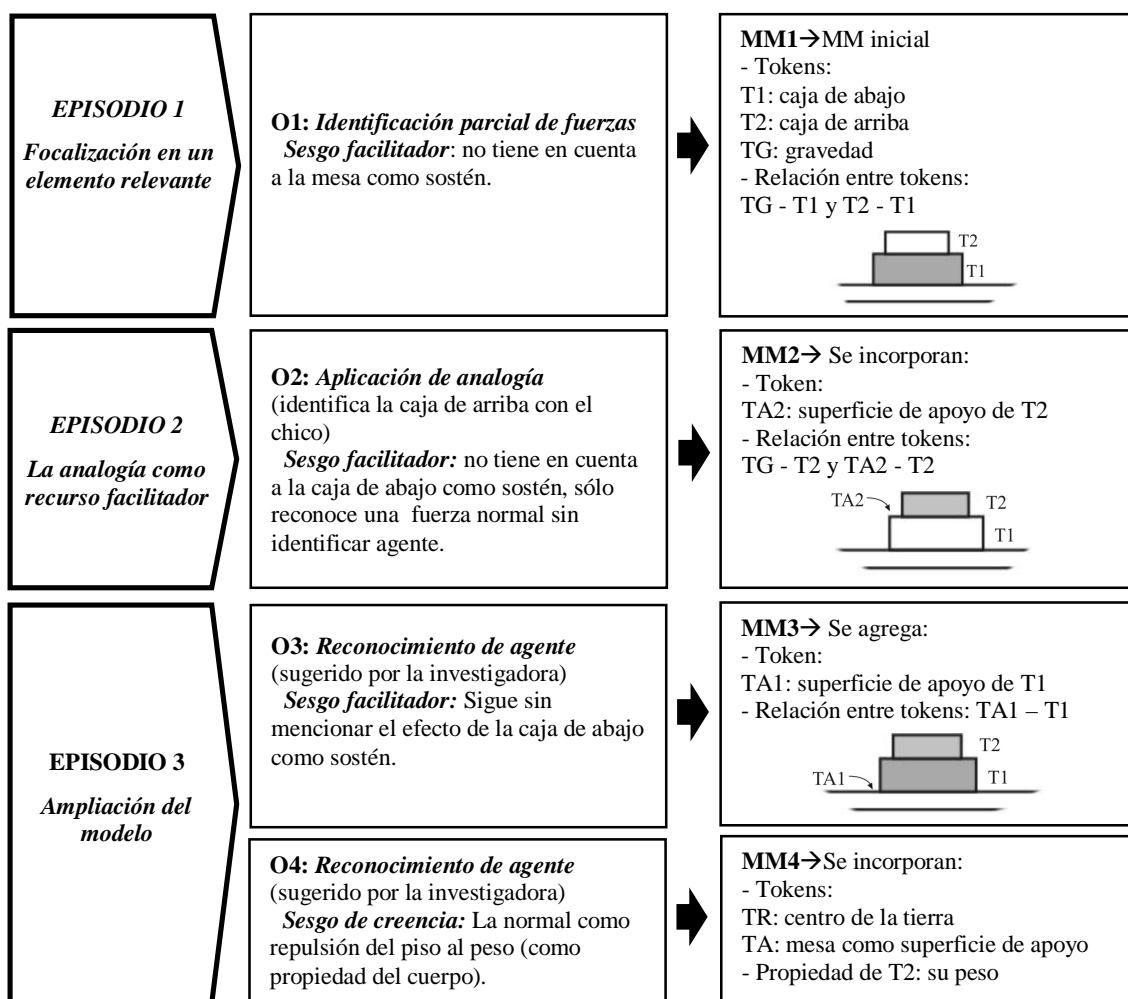 EPISODIO 1
Focalización en un
elemento relevante
O1: Identificación parcial de fuerzas
Sesgo facilitador: no tiene en cuenta
a la mesa como sostén.
MM1→MM inicial
- Tokens:
T1: caja de abajo
T2: caja de arriba
TG: gravedad
- Relación entre tokens:
TG - T1 y T2 - T1
T2
T1
EPISODIO 2
La analogía como
recurso facilitador
O2: Aplicación de analogía
(identifica la caja de arriba con el
chico)
Sesgo facilitador: no tiene en cuenta
a la caja de abajo como sostén, sólo
reconoce una fuerza normal sin
identificar agente.
MM2→ Se incorporan:
- Token:
TA2: superficie de apoyo de T2
- Relación entre tokens:
TG - T2 y TA2 - T2
TA2
T2
T1
EPISODIO 3
Ampliación del
modelo
O3: Reconocimiento de agente
(sugerido por la investigadora)
Sesgo facilitador: Sigue sin
mencionar el efecto de la caja de abajo
como sostén.
MM3→ Se agrega:
- Token:
TA1: superficie de apoyo de T1
- Relación entre tokens: TA1 – T1
T2
TA1
T1
O4: Reconocimiento de agente
(sugerido por la investigadora)
Sesgo de creencia: La normal como
repulsión del piso al peso (como
propiedad del cuerpo).
MM4→Se incorporan:
- Tokens:
TR: centro de la tierra
TA: mesa como superficie de apoyo
- Propiedad de T2: su peso